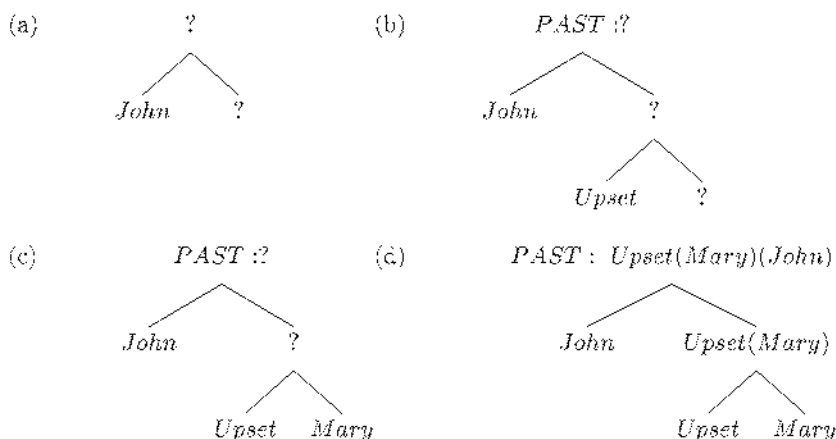 (a) ? (b) PAST :?
John ? John ?
Upset ?
(c) PAST :? (d) PAST : Upset(Mary)(John)
John ? John Upset(Mary)
Upset Mary Upset Mary